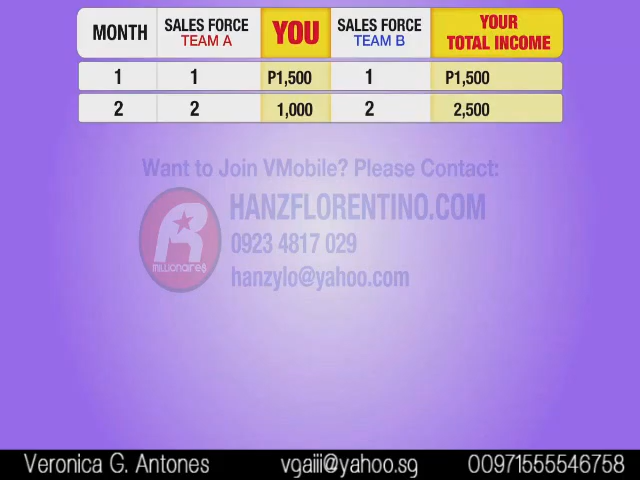 MONTH SALES FORCE TEAM A YOU SALES FORCE TEAM B YOUR TOTAL INCOME
1 1 P1,500 1 P1,500
2 2 1,000 2 2,500
Want to Join VMobile? Please Contact:
HANZFLORENTINO.COM
0923 4817 029
hanzylo@yahoo.com
R MILLIONAIRES
Veronica G. Antones vgaiii@yahoo.sg 00971555546758